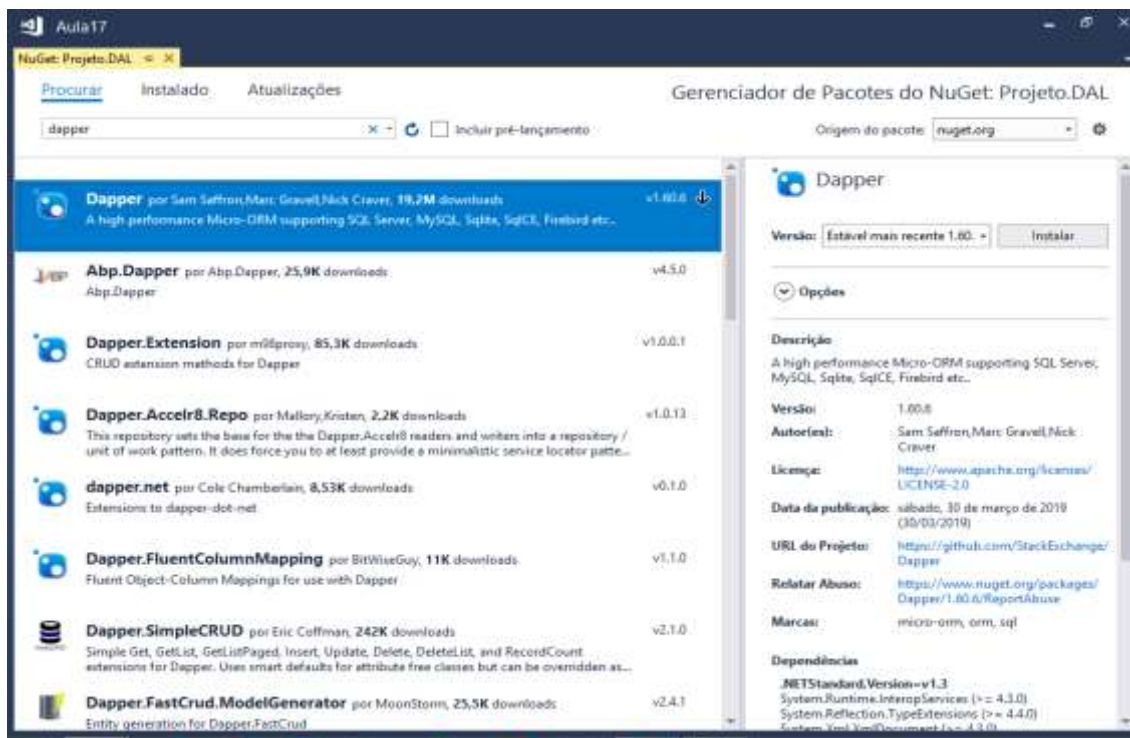 Aula17
NuGet: Projeto.DAL
Procurar Instalado Atualizações
Gerenciador de Pacotes do NuGet: Projeto.DAL
dapper
Incluir pré-lançamento
Origem do pacote: nuget.org
Dapper por Sam Saffron,Marc Gravell,Nick Craver, 19,2M downloads v1.60.6
A high performance Micro-ORM supporting SQL Server, MySQL, Sqlite, SqlCE, Firebird etc..
Abp.Dapper por Abp.Dapper, 25,9K downloads v4.5.0
Abp.Dapper
Dapper.Extension por downloads v1.0.0.1
CRUD extension methods for Dapper
Dapper.Accelr8.Repo por Mallory,Kristen, 2,2K downloads v1.0.13
This repository sets the base for the the Dapper.Accelr8 readers and writers into a repository /
unit of work pattern. It does force you to at least provide a minimalistic service locator patte...
dapper.net por Cole Chamberlain, 8,53K downloads v0.1.0
Extensions to dapper-dot-net
Dapper.FluentColumnMapping por BitWiseGuy, 11K downloads v1.1.0
Fluent Object-Column Mappings for use with Dapper
Dapper.SimpleCRUD por Eric Coffman, 242K downloads v2.1.0
Simple Get, GetList, GetListPaged, Insert, Update, Delete, DeleteList, and RecordCount
extensions for Dapper. Uses smart defaults for attribute free classes but can be overridden as...
Dapper.FastCrud.ModelGenerator por MoonStorm, 25,5K downloads v2.4.1
Entity generation for Dapper.FastCrud
Dapper
Versão: Estável mais recente 1.60. Instalar
Opções
Descrição
A high performance Micro-ORM supporting SQL Server,
MySQL, Sqlite, SqlCE, Firebird etc..
Versão: 1.60.6
Autor(es): Sam Saffron,Marc Gravell,Nick
Craver
Licença: http://www.apache.org/licenses/
LICENSE-2.0
Data da publicação: sábado, 30 de março de 2019
(30/03/2019)
URL do Projeto: https://github.com/StackExchange/
Dapper
Relatar Abuso: https://www.nuget.org/packages/
Dapper/1.60.6/ReportAbuse
Marcas: micro-orm, orm, sql
Dependências
.NETStandard,Version=v1.3
System.Runtime.InteropServices (>= 4.3.0)
System.Reflection.TypeExtensions (>= 4.4.0)
System.Xml.XmlDocument (>= 4.3.0)